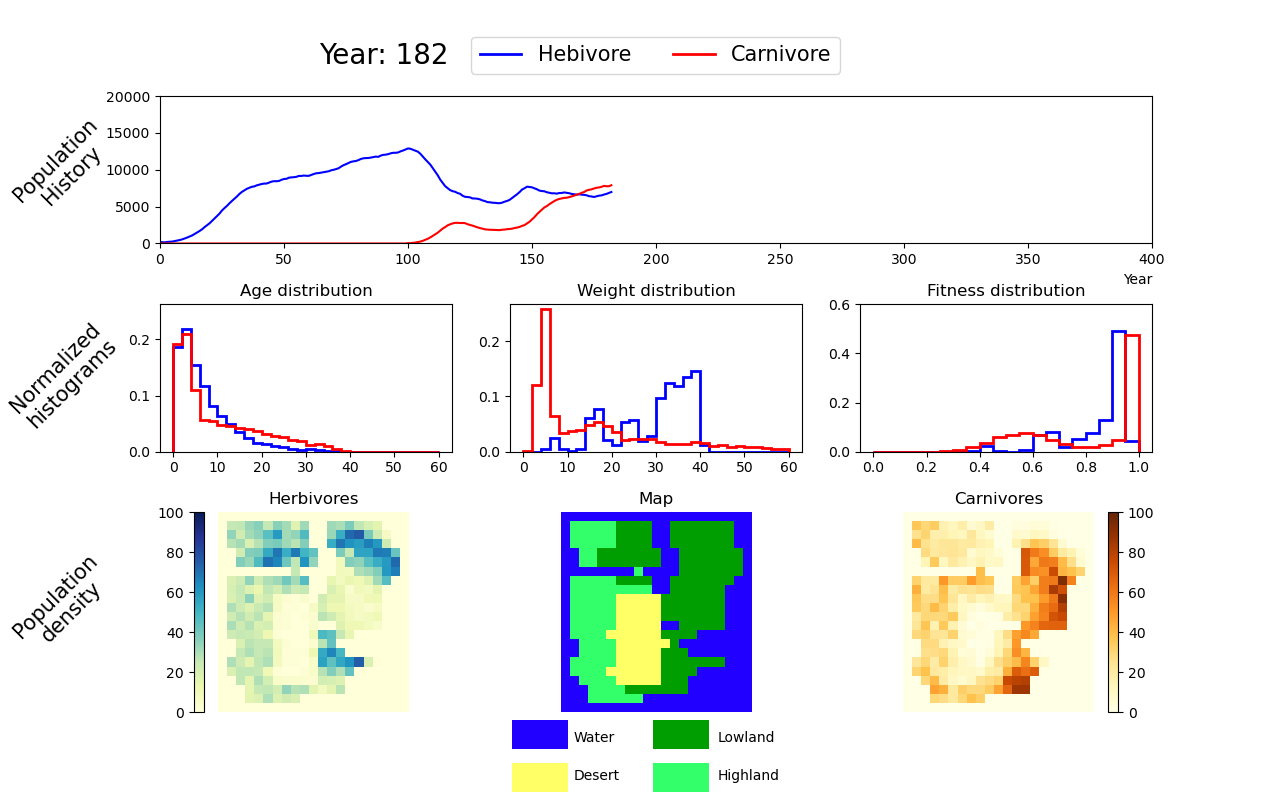 Year: 182
Hebivore
Carnivore
Population
History
20000
15000
10000
5000
0
0 50 100 150 200 250 300 350 400
Year
Normalized
histograms
Age distribution
0.2
0.1
0.0
0 10 20 30 40 50 60
Weight distribution
0.2
0.1
0.0
0 10 20 30 40 50 60
Fitness distribution
0.6
0.4
0.2
0.0
0.0 0.2 0.4 0.6 0.8 1.0
Population
density
Herbivores
100
80
60
40
20
0
Map
Carnivores
100
80
60
40
20
0
Water
Lowland
Desert
Highland